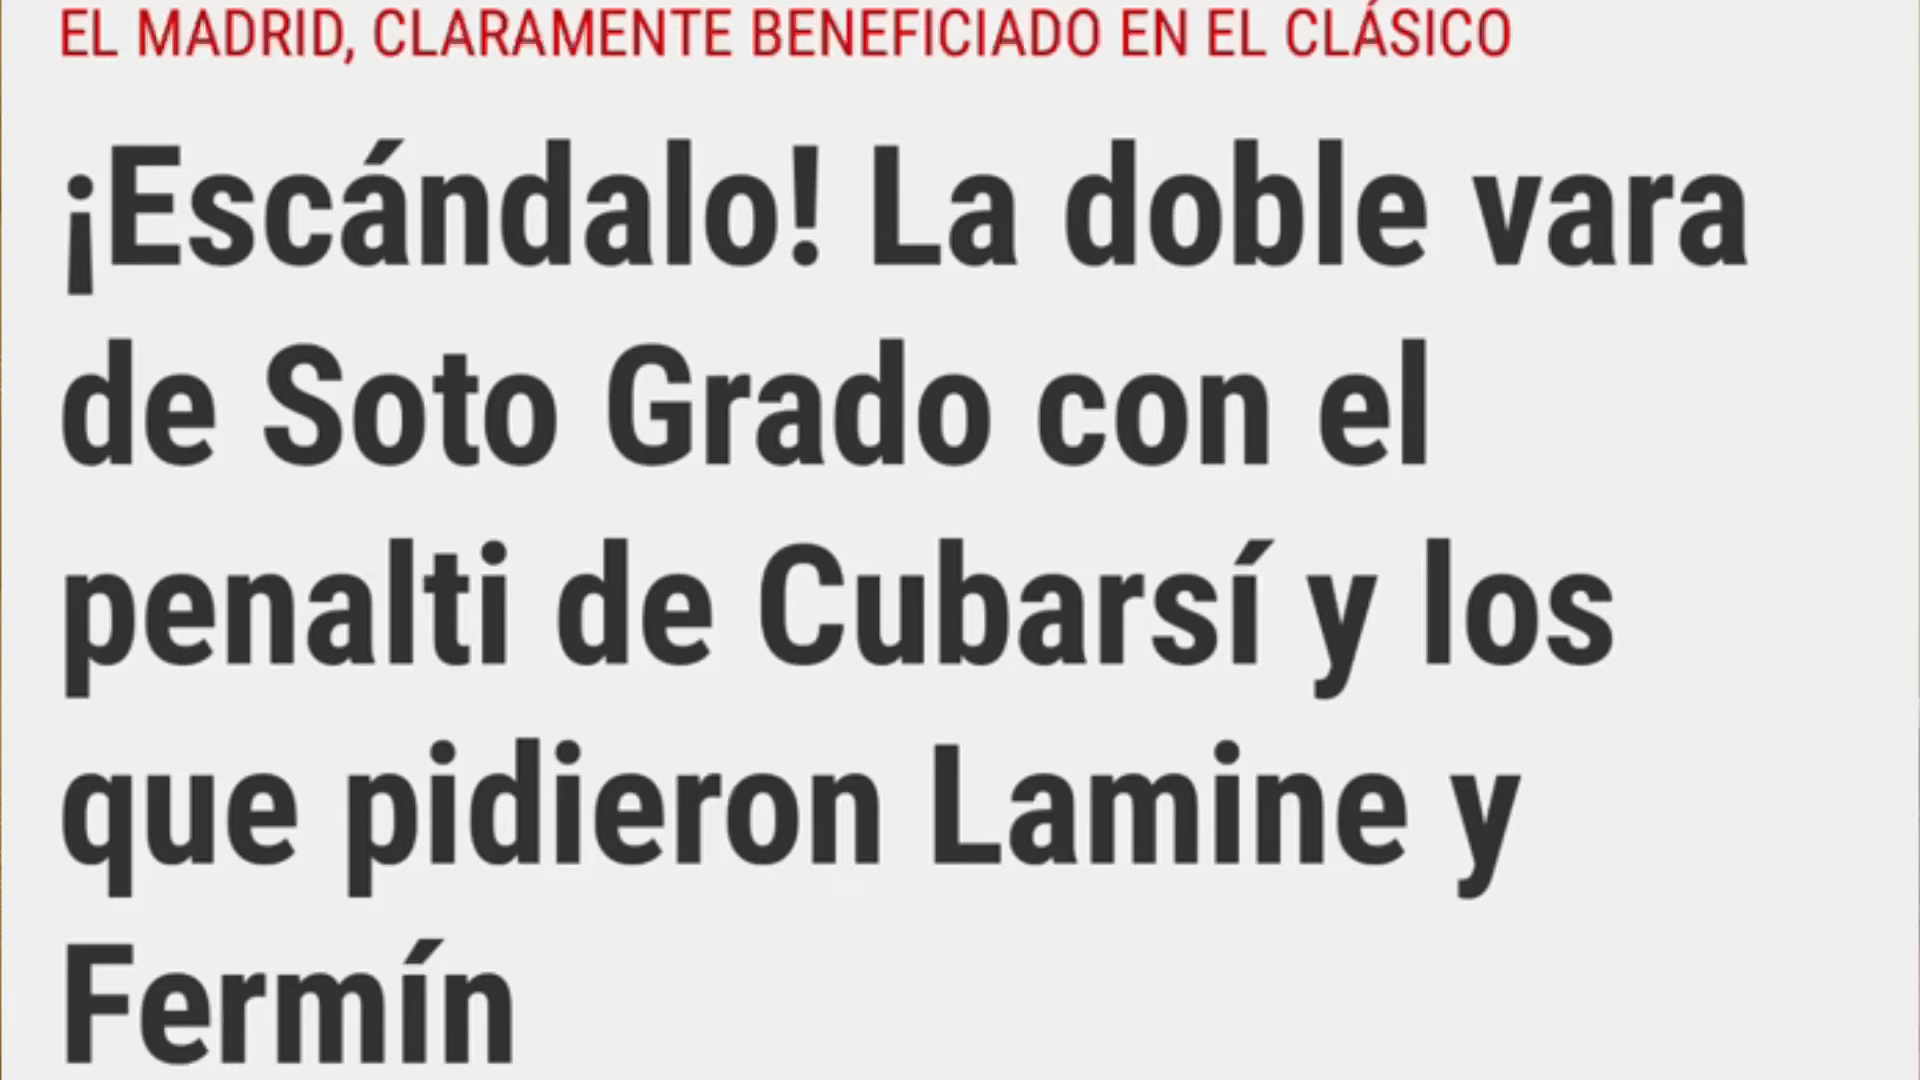 EL MADRID, CLARAMENTE BENEFICIADO EN EL CLÁSICO
¡Escándalo! La doble vara
de Soto Grado con el
penalti de Cubarsí y los
que pidieron Lamine y
Fermín